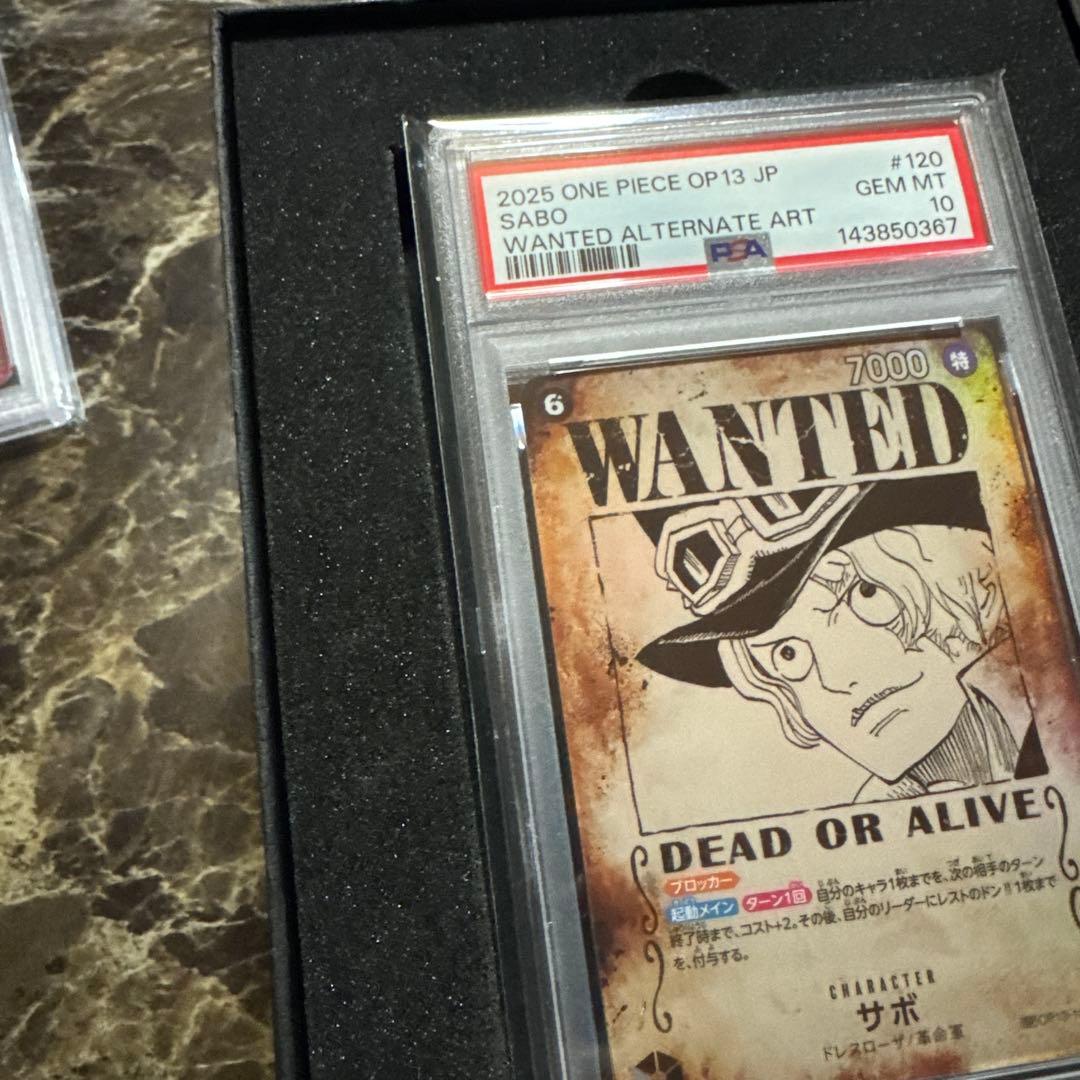 2025 ONE PIECE OP13 JP
#120
SABO
GEM MT
WANTED ALTERNATE ART
10
PSA
143850367
6
7000
特
WANTED
DEAD OR ALIVE
ブロッカー
起動メイン ターン1回 自分のキャラ1枚までを、次の相手のターン
終了時まで、コスト+2。その後、自分のリーダーにレストのドン!!1枚まで
を、付与する。
CHARACTER
サボ
ドレスローザ/革命軍